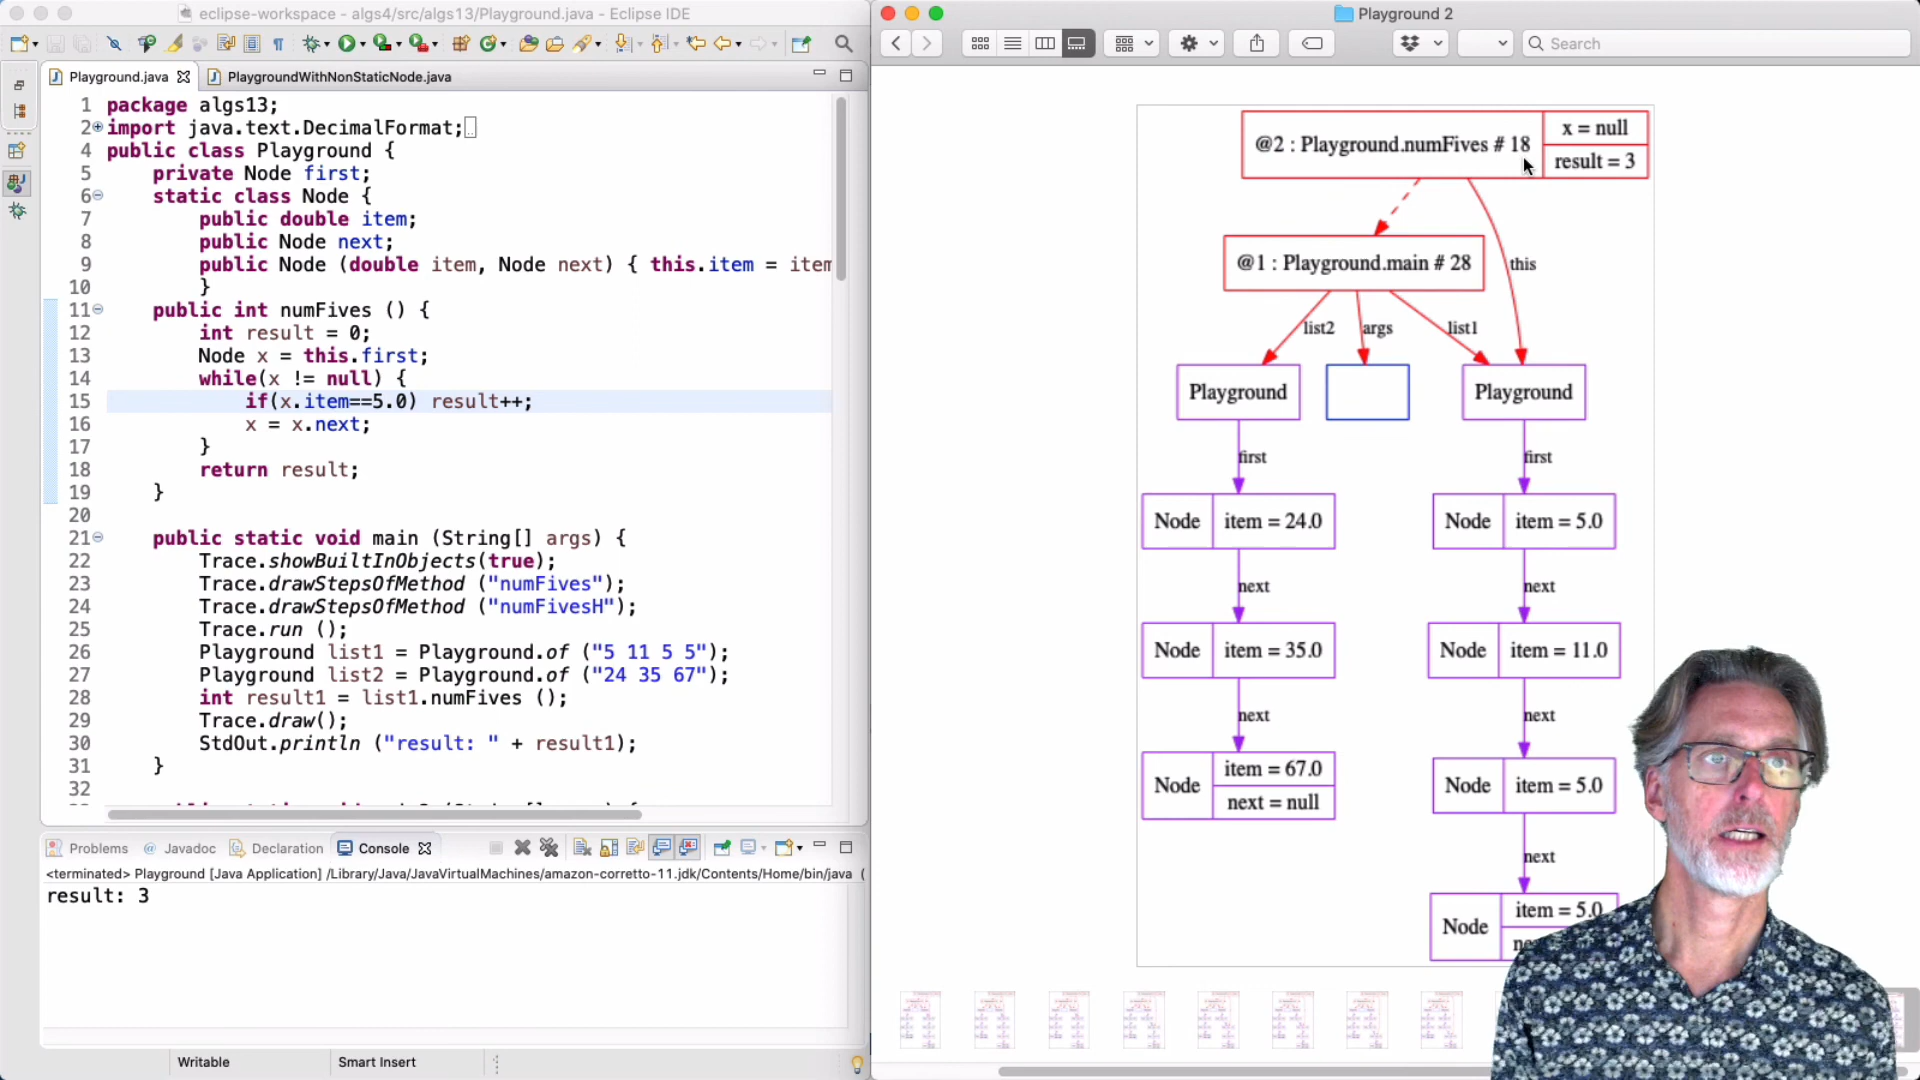 eclipse-workspace - algs4/src/algs13/Playground.java - Eclipse IDE
Playground.java
PlaygroundWithNonStaticNode.java
1 package algs13;
2 import java.text.DecimalFormat;
4 public class Playground {
5 private Node first;
6 static class Node {
7 public double item;
8 public Node next;
9 public Node (double item, Node next) { this.item = item
10 }
11 public int numFives () {
12 int result = 0;
13 Node x = this.first;
14 while(x != null) {
15 if(x.item==5.0) result++;
16 x = x.next;
17 }
18 return result;
19 }
20
21 public static void main (String[] args) {
22 Trace.showBuiltInObjects(true);
23 Trace.drawStepsOfMethod ("numFives");
24 Trace.drawStepsOfMethod ("numFivesH");
25 Trace.run ();
26 Playground list1 = Playground.of ("5 11 5 5");
27 Playground list2 = Playground.of ("24 35 67");
28 int result1 = list1.numFives ();
29 Trace.draw();
30 StdOut.println ("result: " + result1);
31 }
32
Problems
@ Javadoc
Declaration
Console
<terminated> Playground [Java Application] /Library/Java/JavaVirtualMachines/amazon-corretto-11.jdk/Contents/Home/bin/java (
result: 3
Writable
Smart Insert
Playground 2
Search
@2 : Playground.numFives # 18
x = null
result = 3
@1 : Playground.main # 28
this
list2
args
list1
Playground
Playground
first
first
Node
item = 24.0
Node
item = 5.0
next
next
Node
item = 35.0
Node
item = 11.0
next
next
Node
item = 67.0
next = null
Node
item = 5.0
next
Node
item = 5.0